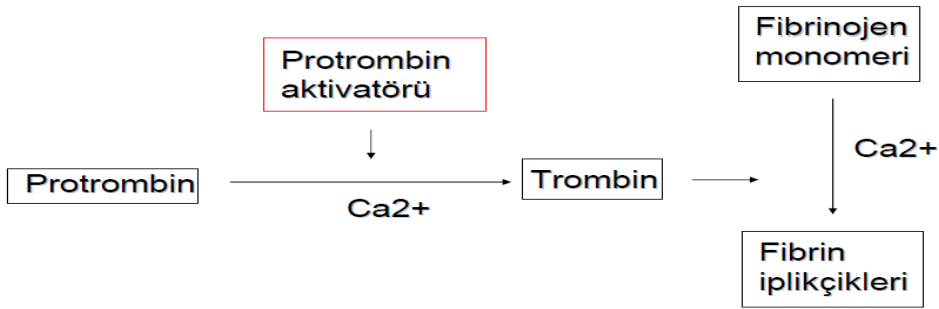 Fibrinojen
monomeri
Protrombin
aktivatörü
Ca2+
Protrombin
Trombin
Ca2+
Fibrin
iplikçikleri